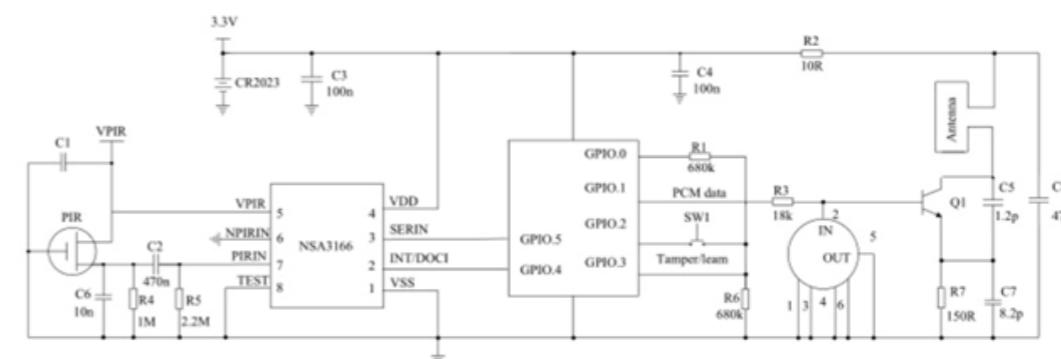 3.3V
R2
10R
CR2023
C3
100n
C4
100n
Antenna
VPIR
C1
GPIO.0
R1
680k
GPIO.1
PCM data
R3
18k
Q1
C5
1.2p
PIR
VPIR
5
4
VDD
GPIO.2
SW1
2
IN
5
NPIRIN
6
NSA3166
3
SERIN
GPIO.5
OUT
C2
470n
PIRIN
7
2
INT/DOCI
GPIO.4
GPIO.3
Tamper/learn
TEST
8
1
VSS
C6
10n
R4
1M
R5
2.2M
R6
680k
1
3
4
6
R7
150R
C7
8.2p